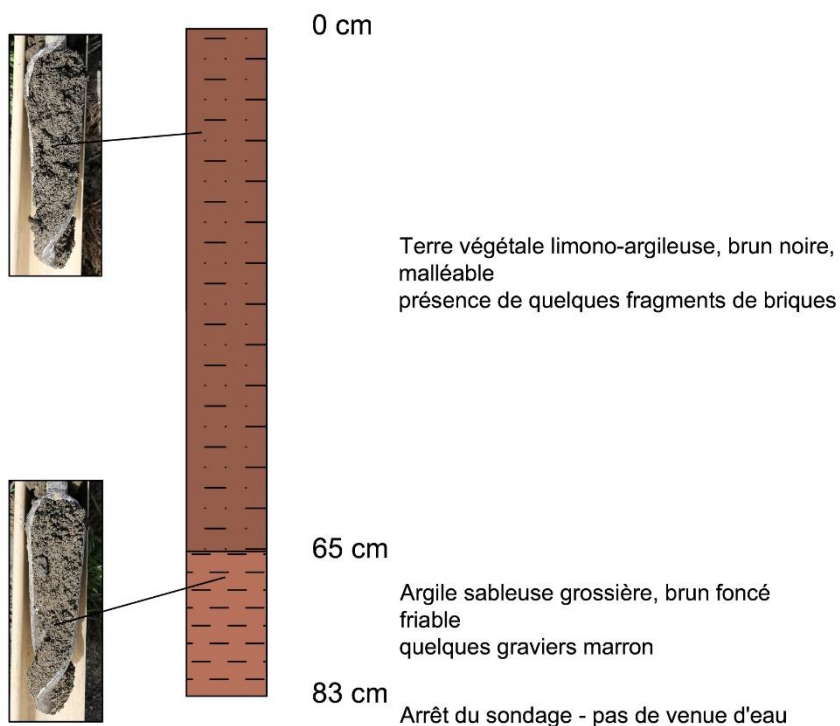 0 cm
Terre végétale limono-argileuse, brun noire,
malléable
présence de quelques fragments de briques
65 cm
Argile sableuse grossière, brun foncé
friable
quelques graviers marron
83 cm
Arrêt du sondage - pas de venue d'eau